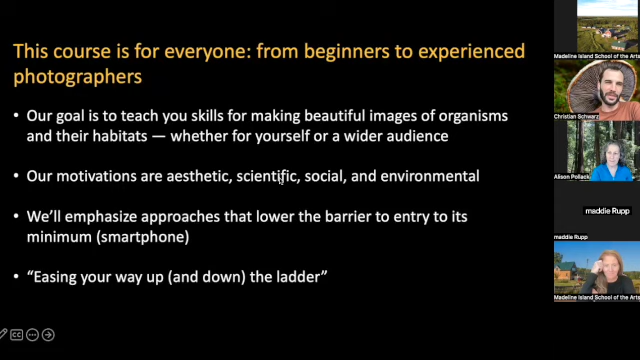 This course is for everyone: from beginners to experienced
photographers
• Our goal is to teach you skills for making beautiful images of organisms
and their habitats — whether for yourself or a wider audience
• Our motivations are aesthetic, scientific, social, and environmental
• We'll emphasize approaches that lower the barrier to entry to its
minimum (smartphone)
• "Easing your way up (and down) the ladder"
CC
Madeline Island School of the Arts
Christian Schwarz
Alison Pollack
maddie Rupp
maddie Rupp
Madeline Island School of the Arts